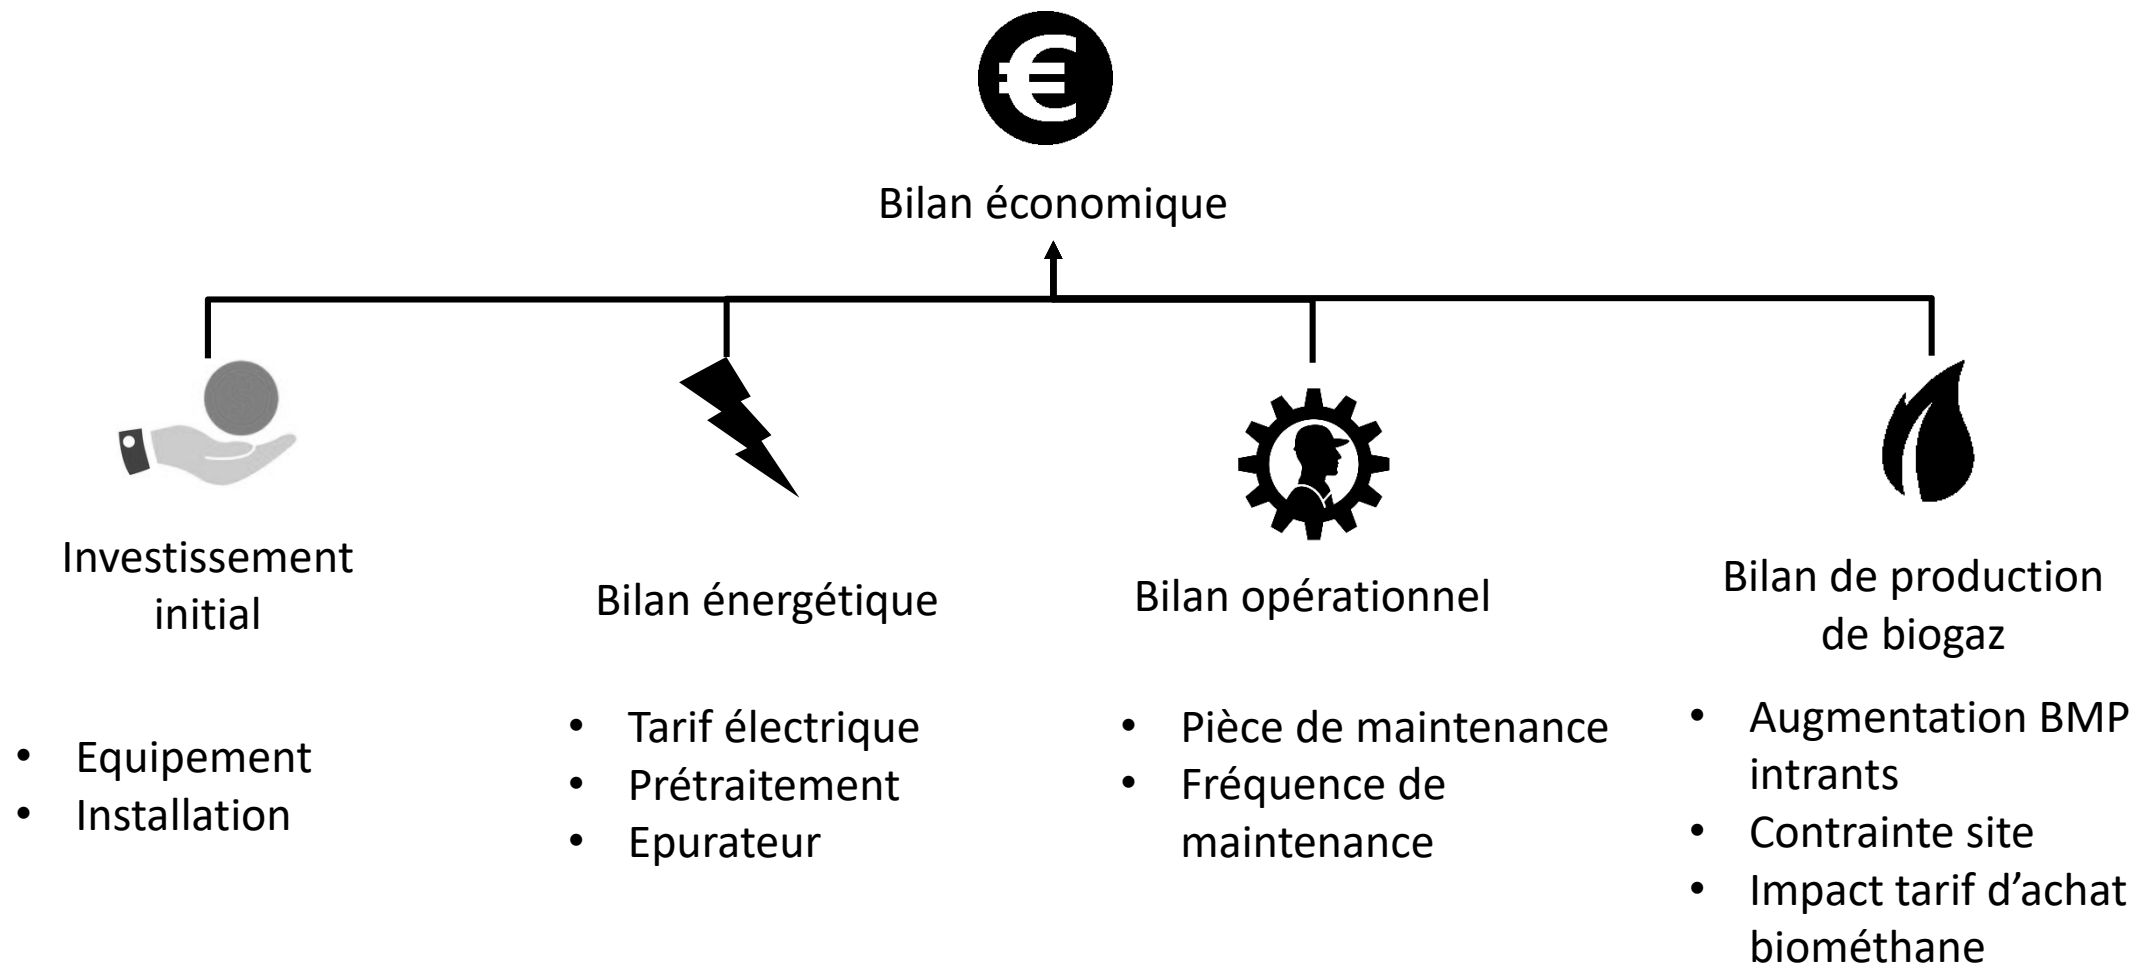 Bilan économique
Investissement
initial
• Equipement
• Installation
Bilan énergétique
• Tarif électrique
• Prétraitement
• Epurateur
Bilan opérationnel
• Pièce de maintenance
• Fréquence de
maintenance
Bilan de production
de biogaz
• Augmentation BMP
intrants
• Contrainte site
• Impact tarif d’achat
biométhane